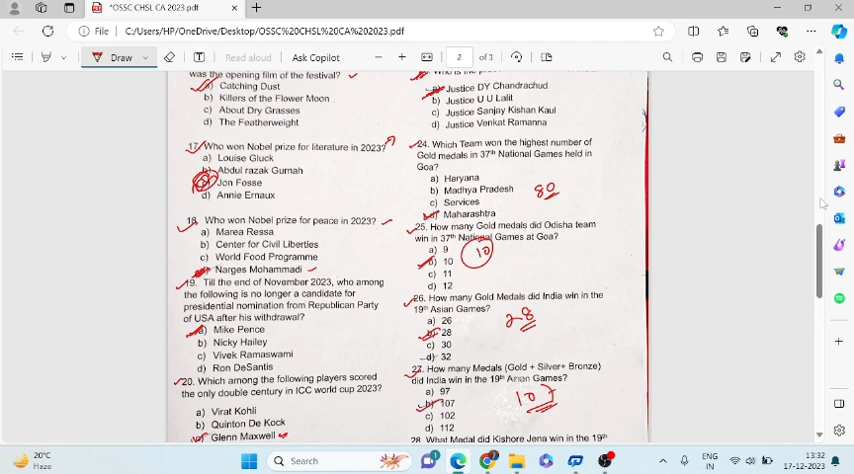 OSSC CHSL CA 2023.pdf
File
C:/Users/HP/OneDrive/Desktop/OSSC%20CHSL%20CA%202023.pdf
Draw
Read aloud
Ask Copilot
2
of 3
was the opening film of the festival?
a) Catching Dust
b) Killers of the Flower Moon
c) About Dry Grasses
d) The Featherweight
17. Who won Nobel prize for literature in 2023?
a) Louise Gluck
b) Abdul razak Gurnah
Jon Fosse
d) Annie Ernaux
18. Who won Nobel prize for peace in 2023?
a) Marea Ressa
b) Center for Civil Liberties
c) World Food Programme
Narges Mohammadi
19. Till the end of November 2023, who among
the following is no longer a candidate for
presidential nomination from Republican Party
of USA after his withdrawal?
a) Mike Pence
b) Nicky Hailey
c) Vivek Ramaswami
d) Ron DeSantis
20. Which among the following players scored
the only double century in ICC world cup 2023?
a) Virat Kohli
b) Quinton De Kock
Glenn Maxwell
a) Justice DY Chandrachud
b) Justice U U Lalit
c) Justice Sanjay Kishan Kaul
d) Justice Venkat Ramanna
24. Which Team won the highest number of
Gold medals in 37th National Games held in
Goa?
a) Haryana
b) Madhya Pradesh
80
c) Services
d) Maharashtra
25. How many Gold medals did Odisha team
win in 37th National Games at Goa?
a) 9
b) 10
10
c) 11
d) 12
26. How many Gold Medals did India win in the
19th Asian Games?
a) 26
28
b) 28
c) 30
d) 32
27. How many Medals (Gold + Silver+ Bronze)
did India win in the 19th Asian Games?
a) 97
107
b) 107
c) 102
d) 112
28. What Medal did Kishore Jena win in the 19th
20°C
Haze
Search
ENG
IN
13:32
17-12-2023